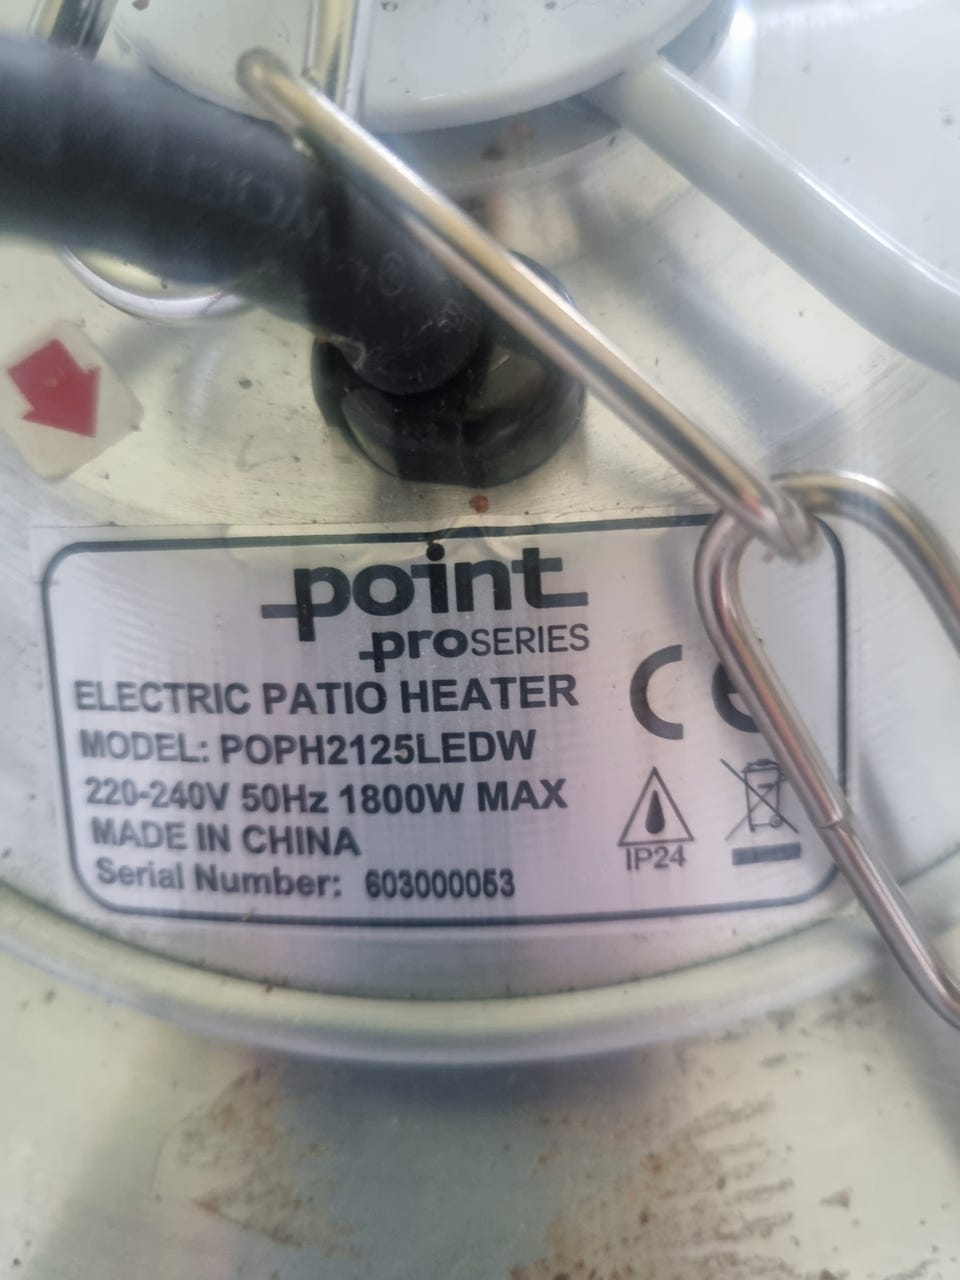 point
proSERIES
ELECTRIC PATIO HEATER
MODEL: POPH2125LEDW
220-240V 50Hz 1800W MAX
MADE IN CHINA
Serial Number: 603000053
CE
IP24